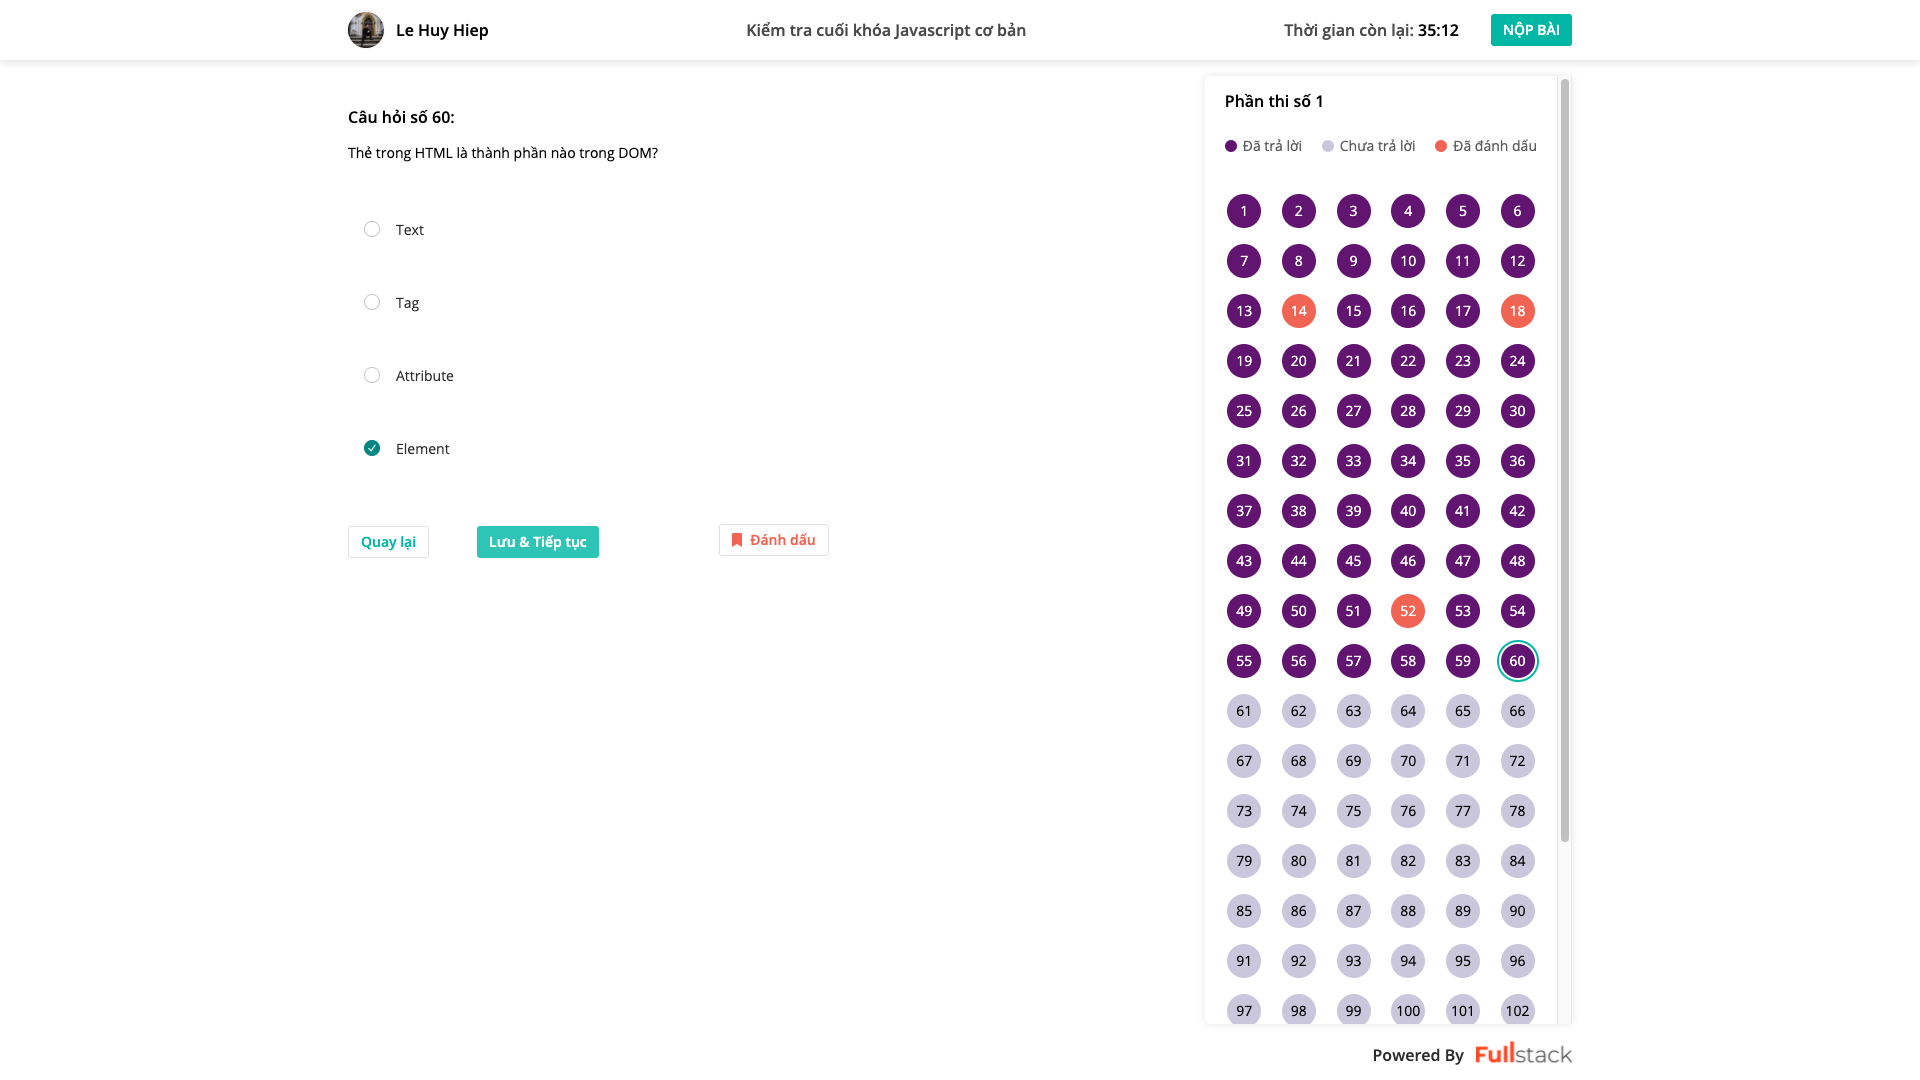 Le Huy Hiep
Kiểm tra cuối khóa Javascript cơ bản
Thời gian còn lại: 35:12
NỘP BÀI
Câu hỏi số 60:
Thẻ trong HTML là thành phần nào trong DOM?
Text
Tag
Attribute
Element
Quay lại
Lưu & Tiếp tục
Đánh dấu
Phần thi số 1
Đã trả lời
Chưa trả lời
Đã đánh dấu
1 2 3 4 5 6
7 8 9 10 11 12
13 14 15 16 17 18
19 20 21 22 23 24
25 26 27 28 29 30
31 32 33 34 35 36
37 38 39 40 41 42
43 44 45 46 47 48
49 50 51 52 53 54
55 56 57 58 59 60
61 62 63 64 65 66
67 68 69 70 71 72
73 74 75 76 77 78
79 80 81 82 83 84
85 86 87 88 89 90
91 92 93 94 95 96
97 98 99 100 101 102
Powered By Fullstack